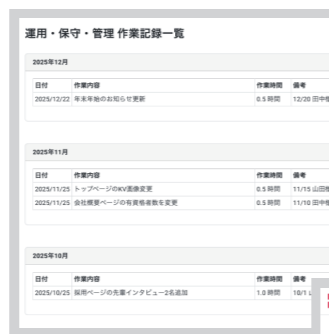 運用・保守・管理 作業記録一覧
2025年12月
日付 作業内容 作業時間 備考
2025/12/22 年末年始のお知らせ更新 0.5 時間 12/20 田中
2025年11月
日付 作業内容 作業時間 備考
2025/11/25 トップページのKV画像変更 0.5 時間 11/15 山田
2025/11/25 会社概要ページの有資格者数を変更 0.5 時間 11/10 田中
2025年10月
日付 作業内容 作業時間 備考
2025/10/25 採用ページの先輩インタビュー2名追加 1.0 時間 10/1